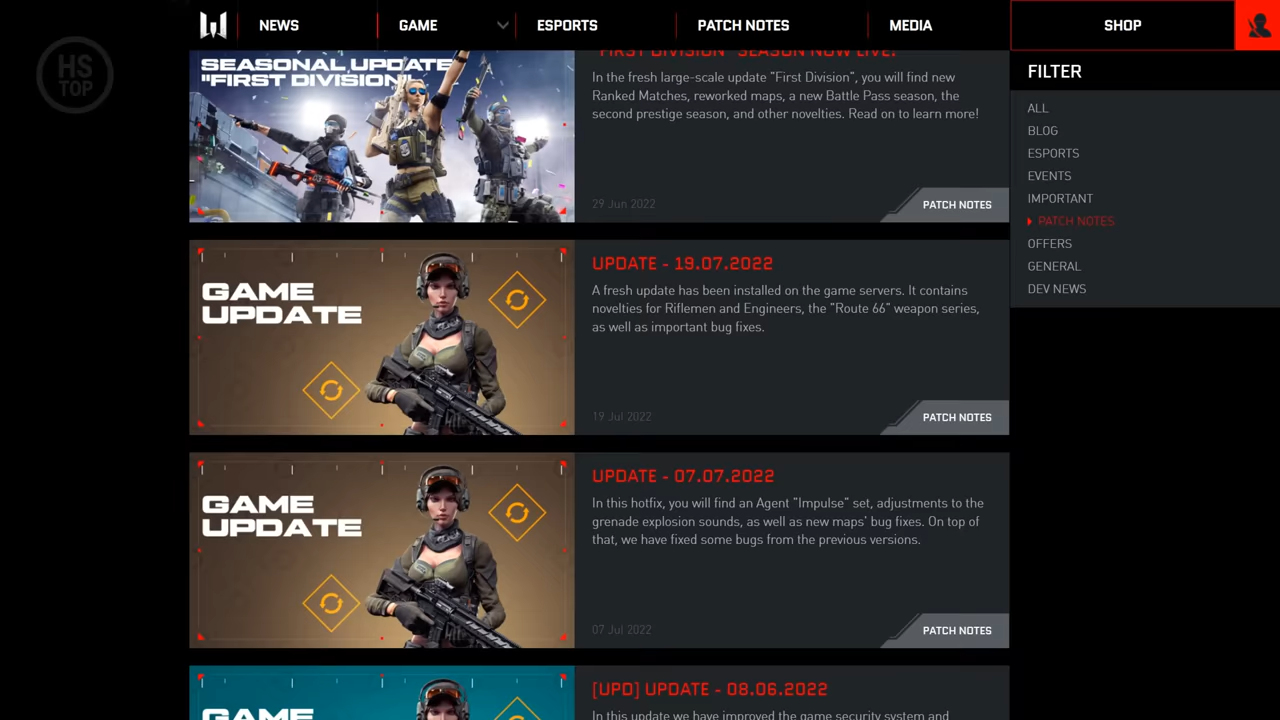 HS
TOP
NEWS
GAME
ESPORTS
PATCH NOTES
MEDIA
SHOP
SEASONAL UPDATE
"FIRST DIVISION"
"FIRST DIVISION" SEASON NOW LIVE!
In the fresh large-scale update "First Division", you will find new
Ranked Matches, reworked maps, a new Battle Pass season, the
second prestige season, and other novelties. Read on to learn more!
29 Jun 2022
PATCH NOTES
GAME
UPDATE
UPDATE - 19.07.2022
A fresh update has been installed on the game servers. It contains
novelties for Riflemen and Engineers, the "Route 66" weapon series,
as well as important bug fixes.
19 Jul 2022
PATCH NOTES
GAME
UPDATE
UPDATE - 07.07.2022
In this hotfix, you will find an Agent "Impulse" set, adjustments to the
grenade explosion sounds, as well as new maps' bug fixes. On top of
that, we have fixed some bugs from the previous versions.
07 Jul 2022
PATCH NOTES
GAME
[UPD] UPDATE - 08.06.2022
In this update we have improved the game security system and
FILTER
ALL
BLOG
ESPORTS
EVENTS
IMPORTANT
PATCH NOTES
OFFERS
GENERAL
DEV NEWS